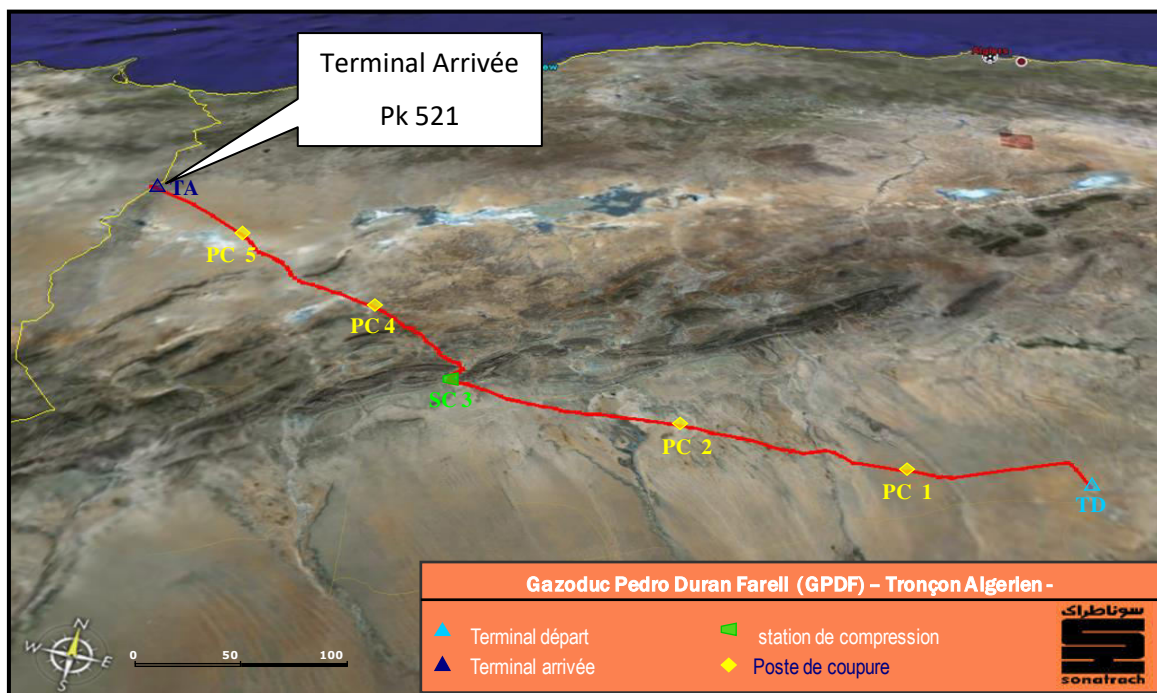 Terminal Arrivée
Pk 521
Algiers
TA
PC 5
PC 4
SC 3
PC 2
PC 1
TD
Gazoduc Pedro Duran Farell (GPDF) – Tronçon Algerien -
Terminal départ
station de compression
Terminal arrivée
Poste de coupure
سوناطراك
sonatrach
N
W
E
S
0 50 100